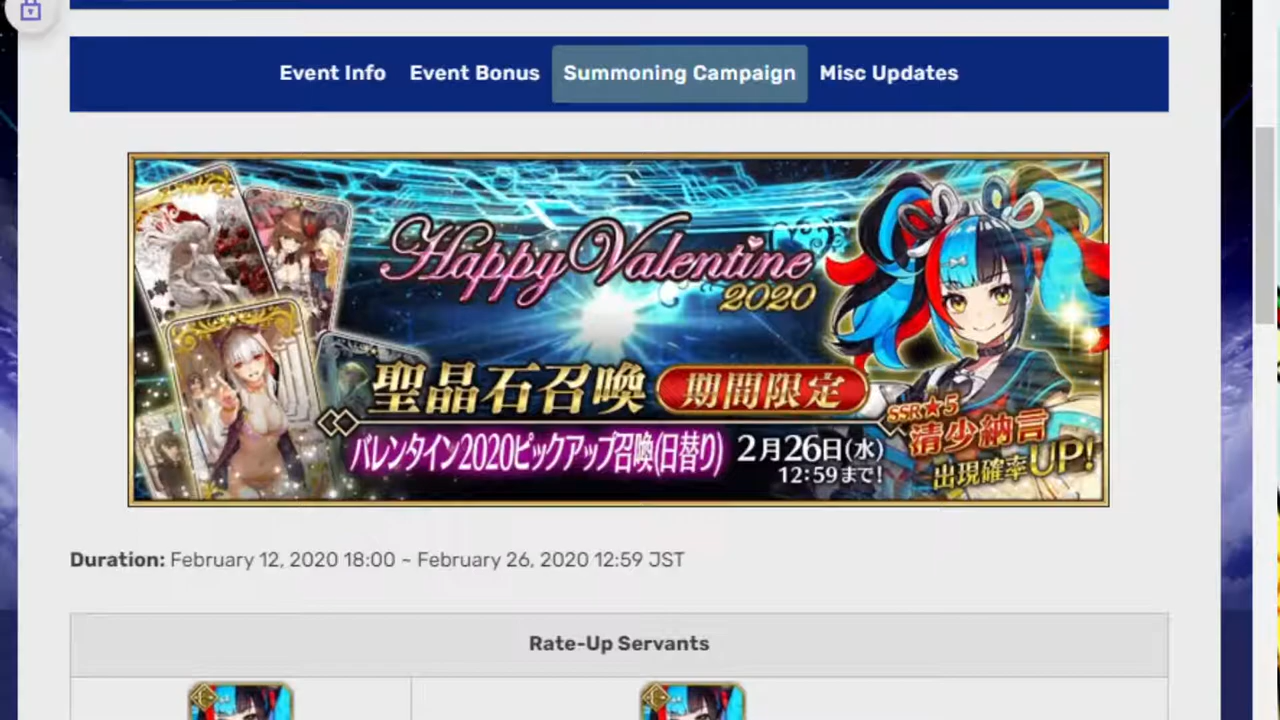 Event Info Event Bonus Summoning Campaign Misc Updates
Happy Valentine
2020
聖晶石召喚 期間限定
バレンタイン2020ピックアップ召喚(日替り)
2月26日(水)
12:59まで!
SSR★5
清少納言
出現確率UP!
Duration: February 12, 2020 18:00 ~ February 26, 2020 12:59 JST
Rate-Up Servants